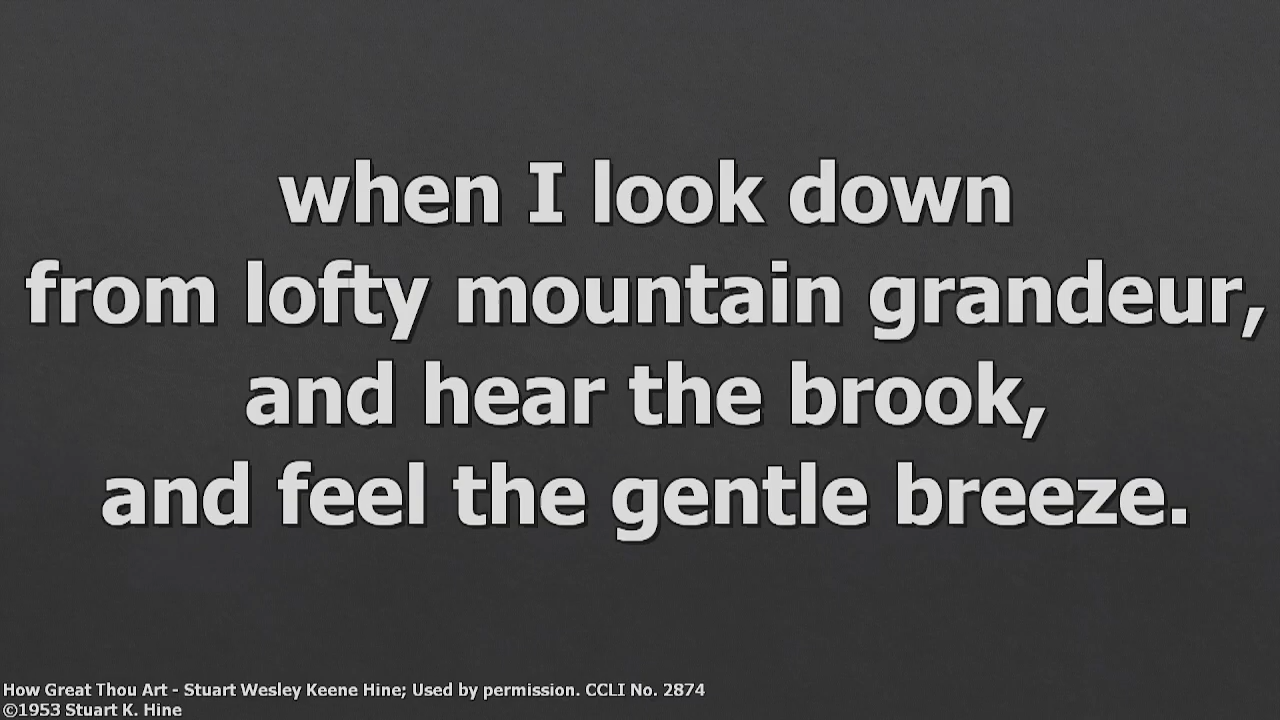 when I look down
from lofty mountain grandeur,
and hear the brook,
and feel the gentle breeze.
How Great Thou Art - Stuart Wesley Keene Hine; Used by permission. CCLI No. 2874
©1953 Stuart K. Hine